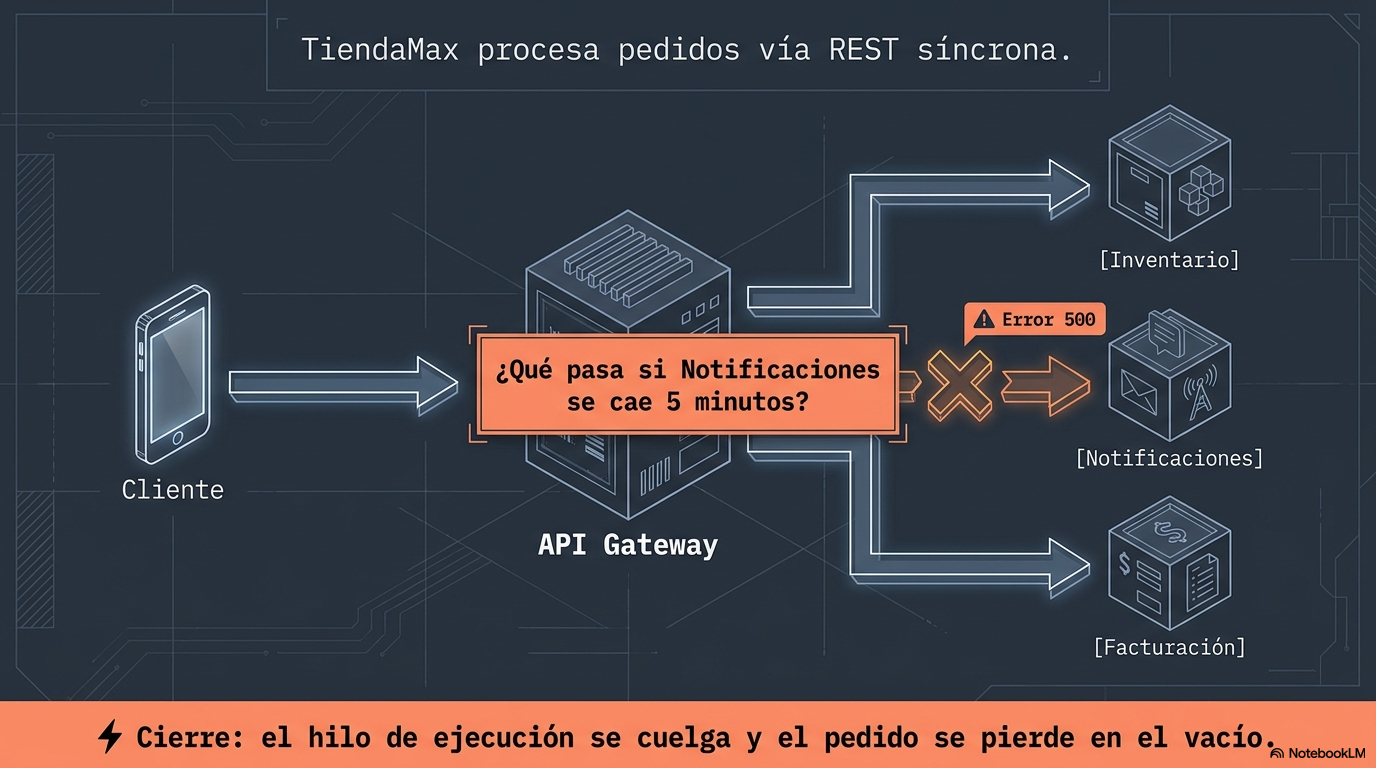 TiendaMax procesa pedidos vía REST síncrona.
[Inventario]
Error 500
¿Qué pasa si Notificaciones
se cae 5 minutos?
[Notificaciones]
Cliente
API Gateway
[Facturación]
Cierre: el hilo de ejecución se cuelga y el pedido se pierde en el vacío.
NotebookLM